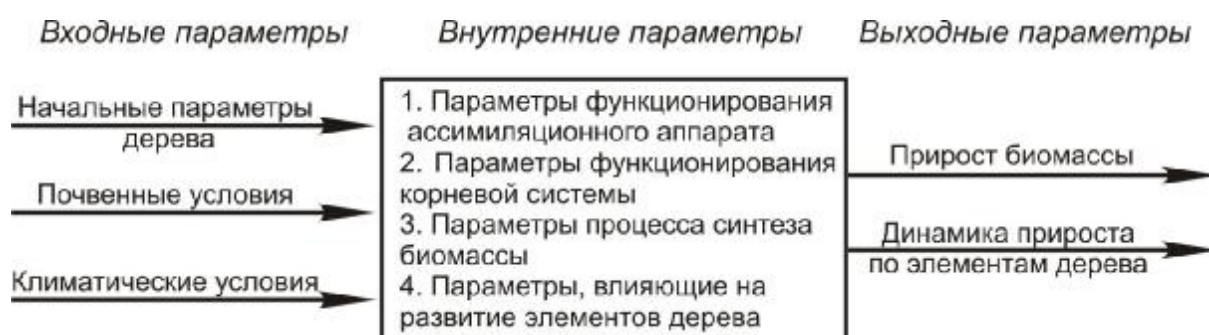 Входные параметры
Внутренние параметры
Выходные параметры
Начальные параметры
дерева
Почвенные условия
Климатические условия
1. Параметры функционирования
ассимиляционного аппарата
2. Параметры функционирования
корневой системы
3. Параметры процесса синтеза
биомассы
4. Параметры, влияющие на
развитие элементов дерева
Прирост биомассы
Динамика прироста
по элементам дерева